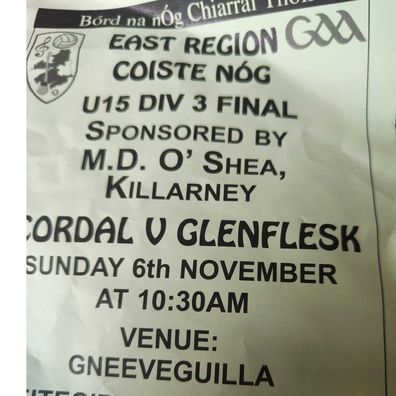 Bórd na nÓg Chiarraí
GAA
EAST REGION
COISTE NÓG
U15 DIV 3 FINAL
SPONSORED BY
M.D. O' SHEA,
KILLARNEY
CORDAL V GLENFLESK
SUNDAY 6th NOVEMBER
AT 10:30AM
VENUE:
GNEEVEGUILLA